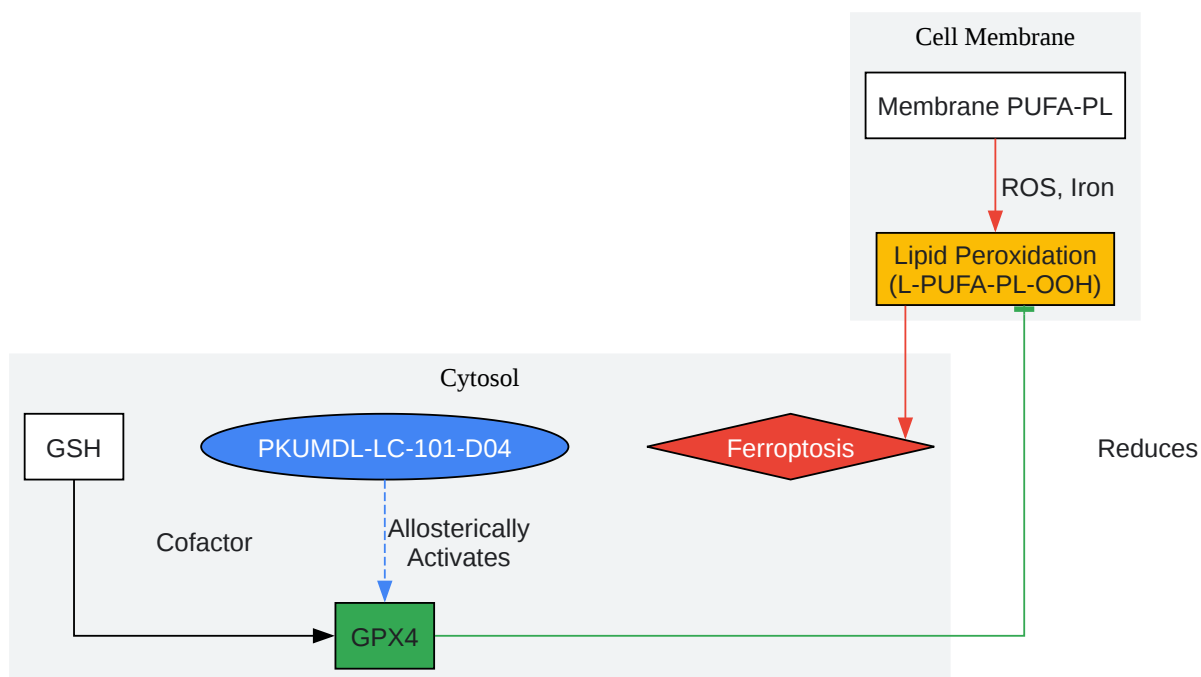 Cell Membrane
Membrane PUFA-PL
ROS, Iron
Lipid Peroxidation
(L-PUFA-PL-OOH)
Cytosol
GSH
PKUMDL-LC-101-D04
Ferroptosis
Reduces
Cofactor
Allosterically
Activates
GPX4